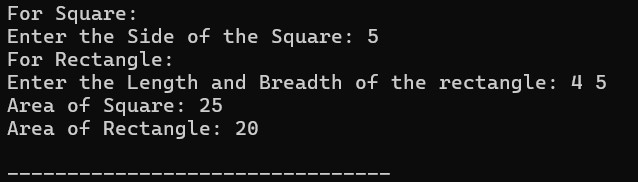 For Square:
Enter the Side of the Square: 5
For Rectangle:
Enter the Length and Breadth of the rectangle: 4 5
Area of Square: 25
Area of Rectangle: 20
--------------------------------